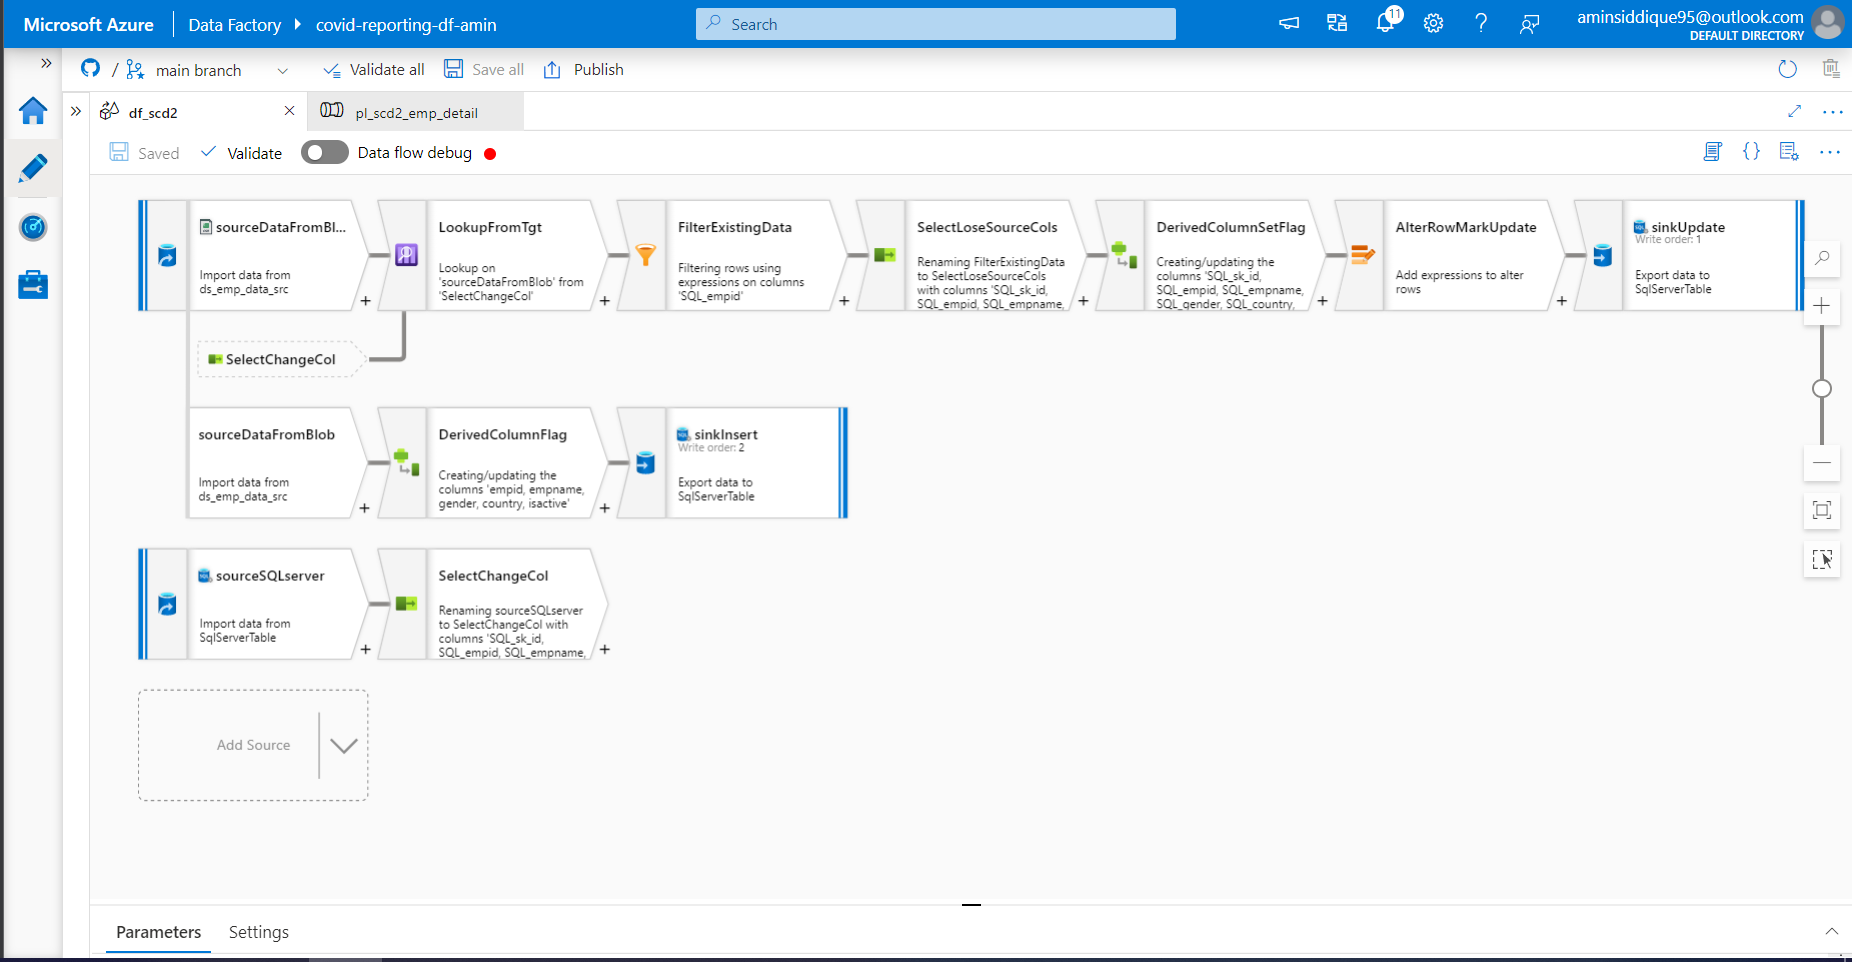 Microsoft Azure
Data Factory
covid-reporting-df-amin
Search
11
aminsiddique95@outlook.com
DEFAULT DIRECTORY
/
main branch
Validate all
Save all
Publish
df_scd2
pl_scd2_emp_detail
Saved
Validate
Data flow debug
sourceDataFromBl...
Import data from
ds_emp_data_src
+
LookupFromTgt
Lookup on
'sourceDataFromBlob' from
'SelectChangeCol'
+
FilterExistingData
Filtering rows using
expressions on columns
'SQL_empid'
+
SelectLoseSourceCols
Renaming FilterExistingData
to SelectLoseSourceCols
with columns 'SQL_sk_id,
SQL_empid, SQL_empname,
+
DerivedColumnSetFlag
Creating/updating the
columns 'SQL_sk_id,
SQL_empid, SQL_empname,
SQL_gender, SQL_country,
+
AlterRowMarkUpdate
Add expressions to alter
rows
+
sinkUpdate
Write order: 1
Export data to
SqlServerTable
SelectChangeCol
sourceDataFromBlob
Import data from
ds_emp_data_src
+
DerivedColumnFlag
Creating/updating the
columns 'empid, empname,
gender, country, isactive'
+
sinkInsert
Write order: 2
Export data to
SqlServerTable
sourceSQLserver
Import data from
SqlServerTable
+
SelectChangeCol
Renaming sourceSQLserver
to SelectChangeCol with
columns 'SQL_sk_id,
SQL_empid, SQL_empname,
+
Add Source
Parameters
Settings